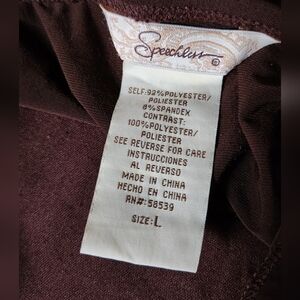 Speechless ®
SELF: 92%POLYESTER/
POLIESTER
8%SPANDEX
CONTRAST:
100%POLYESTER/
POLIESTER
SEE REVERSE FOR CARE
INSTRUCCIONES
AL REVERSO
MADE IN CHINA
HECHO EN CHINA
RN#: 58539
SIZE: L